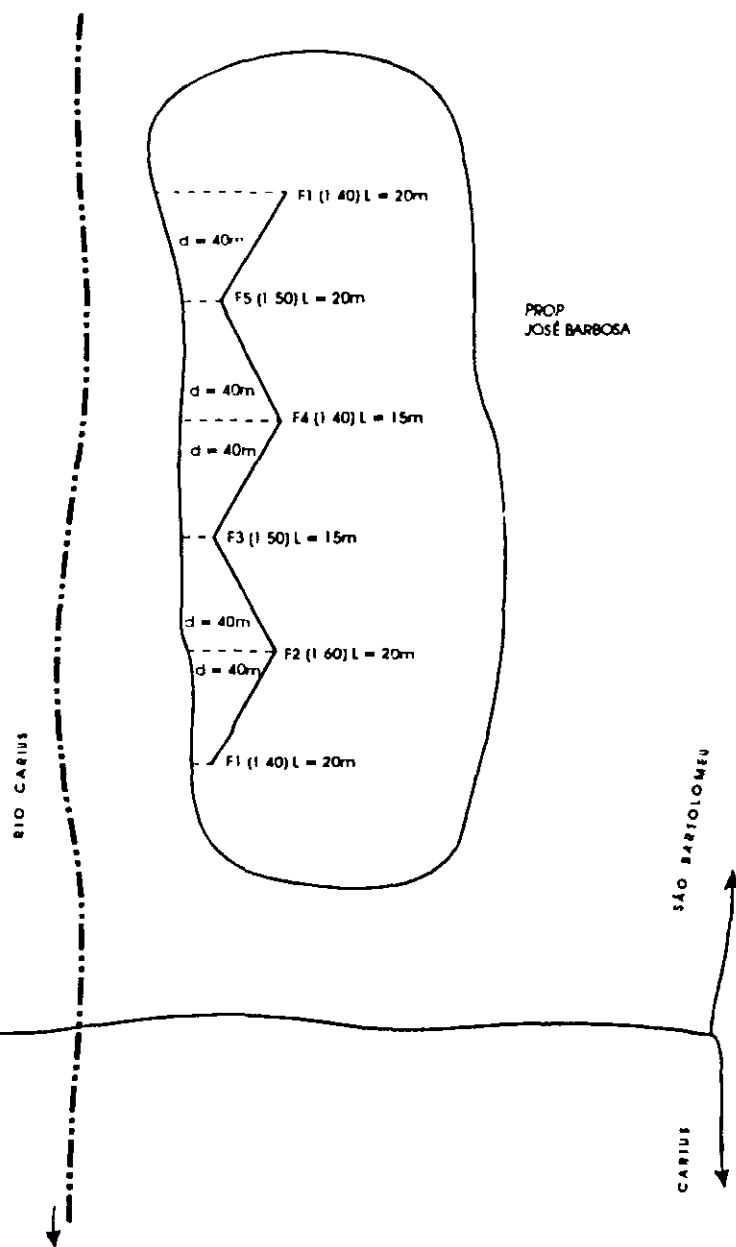 F1 (1 40) L = 20m
d = 40m
F5 (1 50) L = 20m
PROP
JOSÉ BARBOSA
d = 40m
F4 (1 40) L = 15m
d = 40m
F3 (1 50) L = 15m
d = 40m
F2 (1 60) L = 20m
d = 40m
F1 (1 40) L = 20m
RIO CARIUS
SÃO BARTOLOMEU
CARIUS